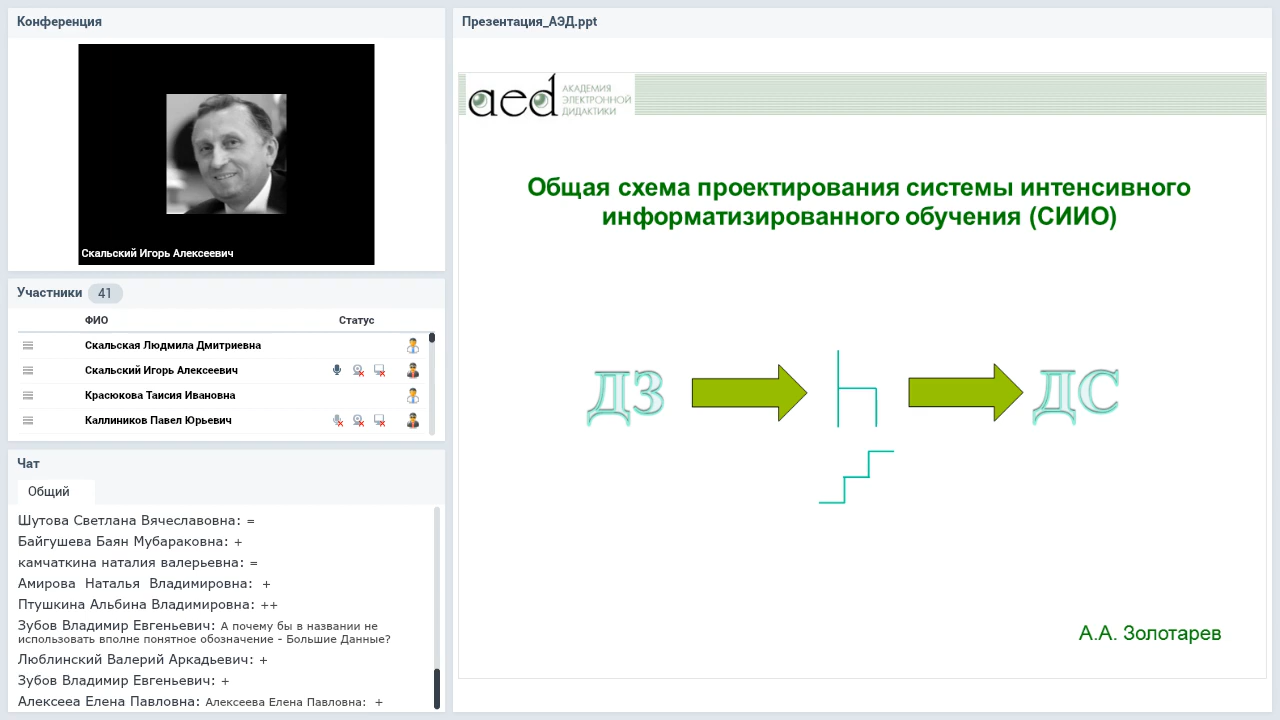 Конференция
Скальский Игорь Алексеевич
Участники 41
ФИО Статус
Скальская Людмила Дмитриевна
Скальский Игорь Алексеевич
Красюкова Таисия Ивановна
Каллиников Павел Юрьевич
Чат
Общий
Шутова Светлана Вячеславовна: =
Байгушева Баян Мубараковна: +
камчаткина наталия валерьевна: =
Амирова Наталья Владимировна: +
Птушкина Альбина Владимировна: ++
Зубов Владимир Евгеньевич: А почему бы в названии не
использовать вполне понятное обозначение - Большие Данные?
Люблинский Валерий Аркадьевич: +
Зубов Владимир Евгеньевич: +
Алексееа Елена Павловна: Алексеева Елена Павловна: +
Презентация_АЭД.ppt
aed
АКАДЕМИЯ
ЭЛЕКТРОННОЙ
ДИДАКТИКИ
Общая схема проектирования системы интенсивного
информатизированного обучения (СИИО)
ДЗ ДС
А.А. Золотарев